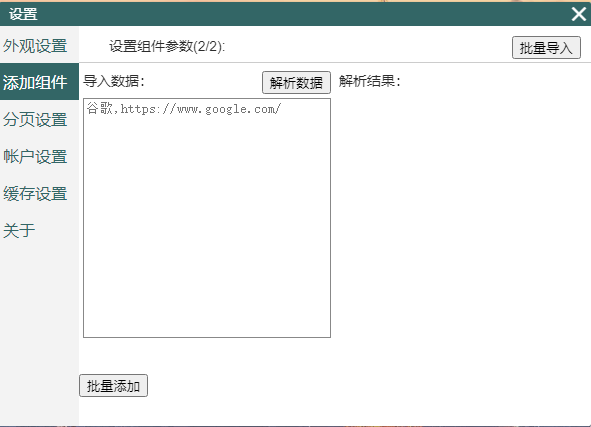 设置
外观设置
添加组件
分页设置
帐户设置
缓存设置
关于
设置组件参数(2/2):
批量导入
导入数据:
解析数据
解析结果:
谷歌,https://www.google.com/
批量添加